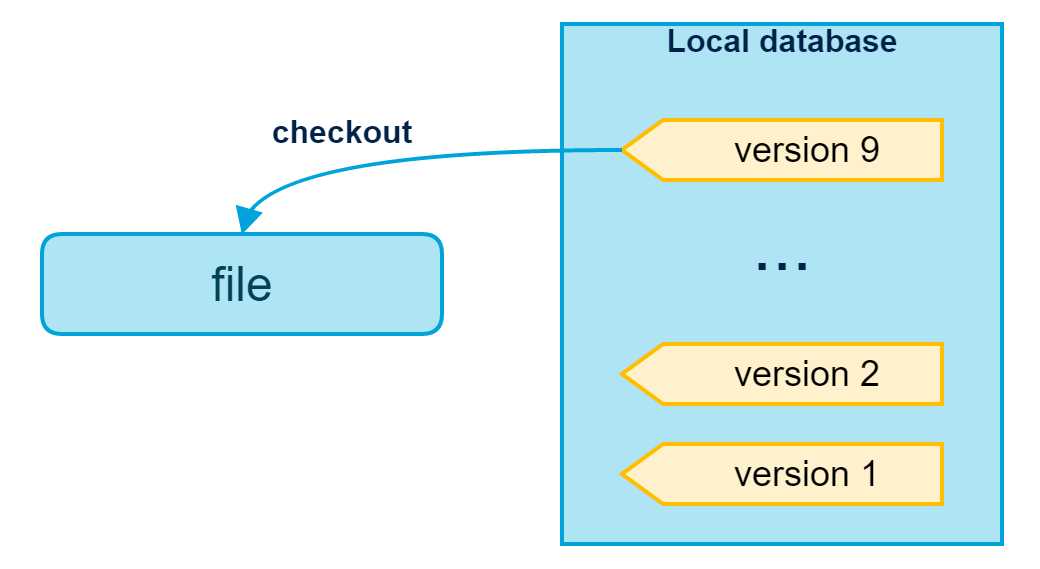 Local database
checkout
version 9
...
file
version 2
version 1